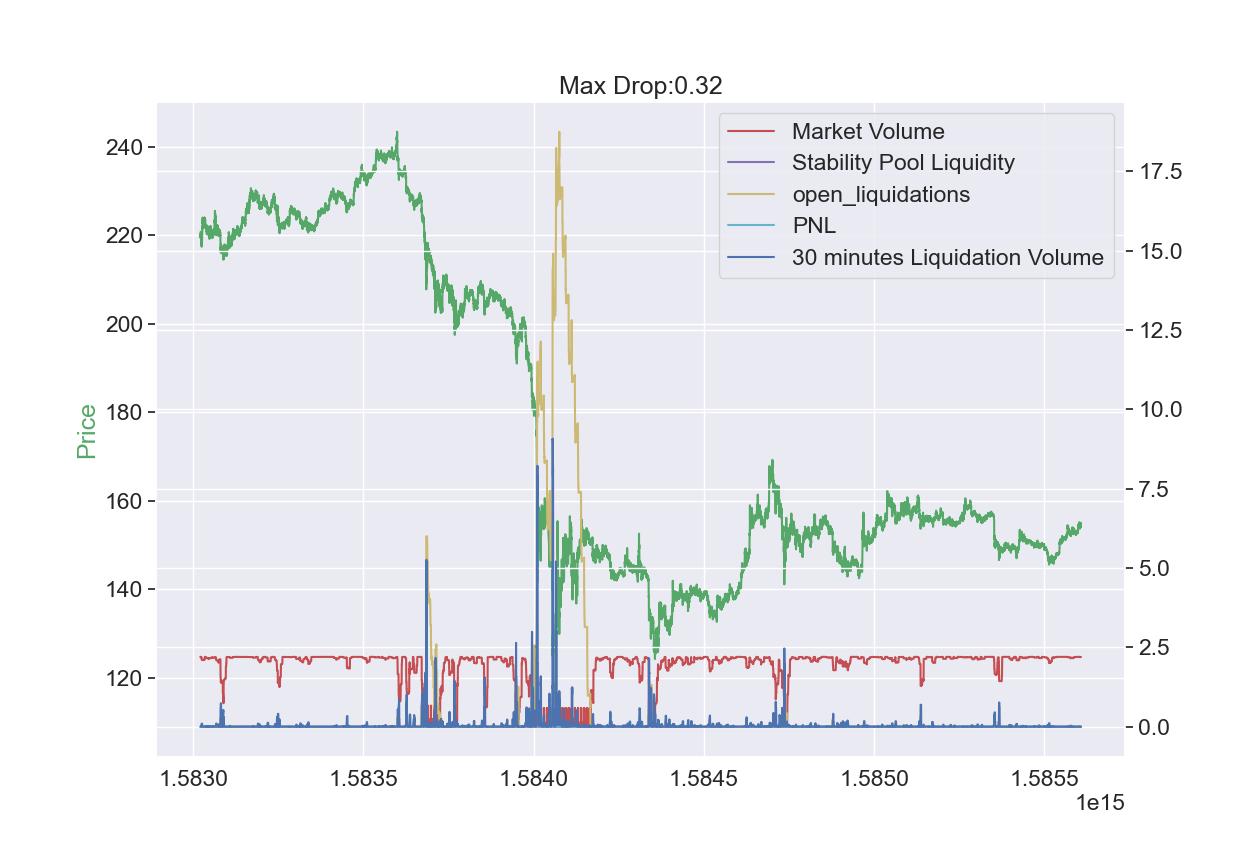 Max Drop:0.32
Market Volume
Stability Pool Liquidity
open_liquidations
PNL
30 minutes Liquidation Volume
Price
240
220
200
180
160
140
120
17.5
15.0
12.5
10.0
7.5
5.0
2.5
0.0
1.5830 1.5835 1.5840 1.5845 1.5850 1.5855
1e15